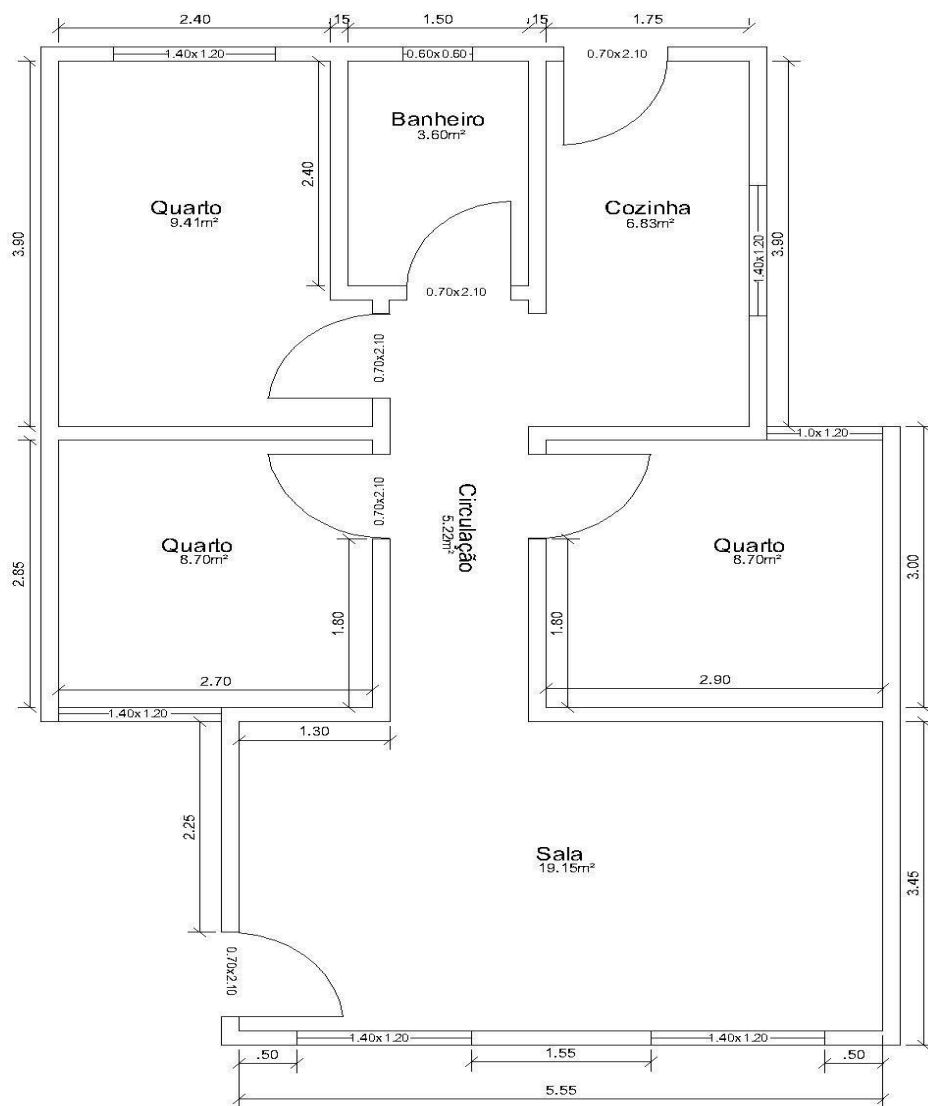 2.40
15
1.50
15
1.75
1.40x1.20
0.60x0.60
0.70x2.10
Banheiro
3.60m²
2.40
Quarto
9.41m²
Cozinha
6.83m²
3.90
1.40x1.20
3.90
0.70x2.10
0.70x2.10
1.0x1.20
0.70x2.10
Circulação
5.22m²
Quarto
8.70m²
Quarto
8.70m²
2.85
3.00
1.80
1.80
2.70
2.90
1.40x1.20
1.30
2.25
Sala
19.15m²
3.45
0.70x2.10
1.40x1.20
1.40x1.20
.50
1.55
.50
5.55